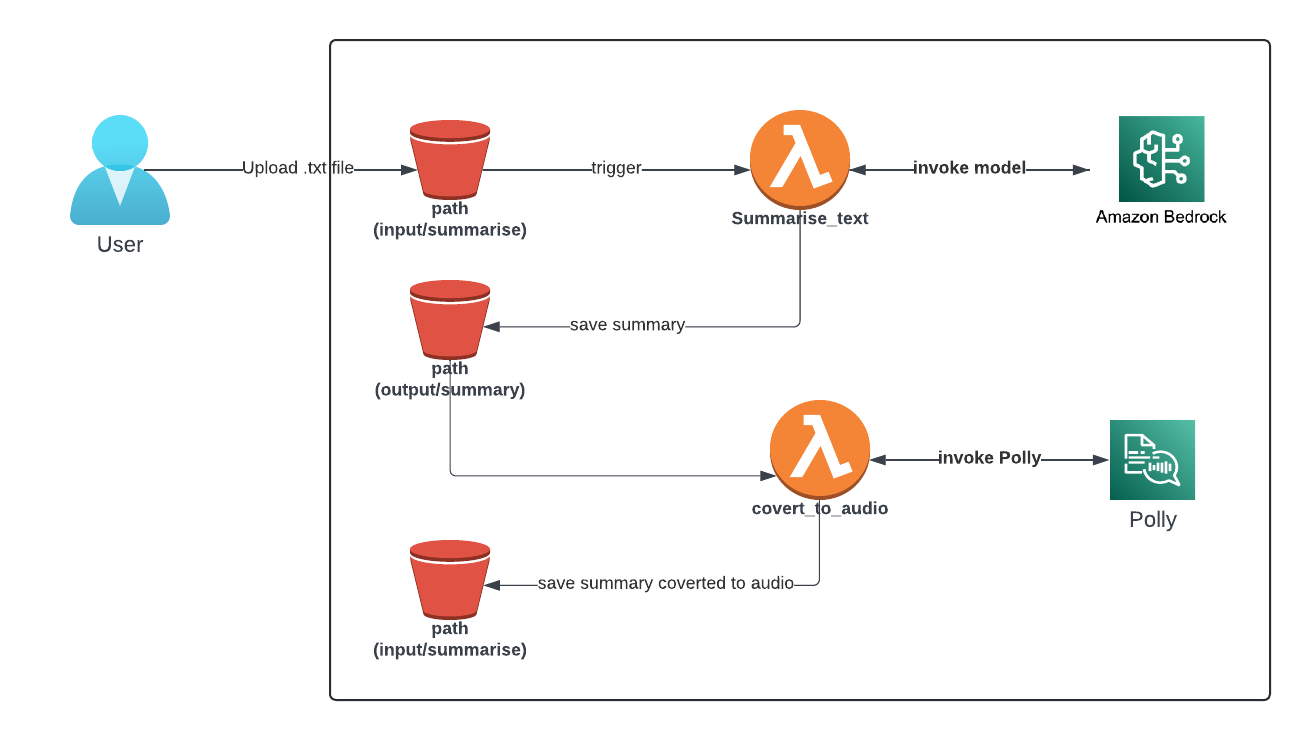 Upload .txt file
trigger
invoke model
path
(input/summarise)
Summarise_text
Amazon Bedrock
User
save summary
path
(output/summary)
invoke Polly
covert_to_audio
Polly
save summary coverted to audio
path
(input/summarise)